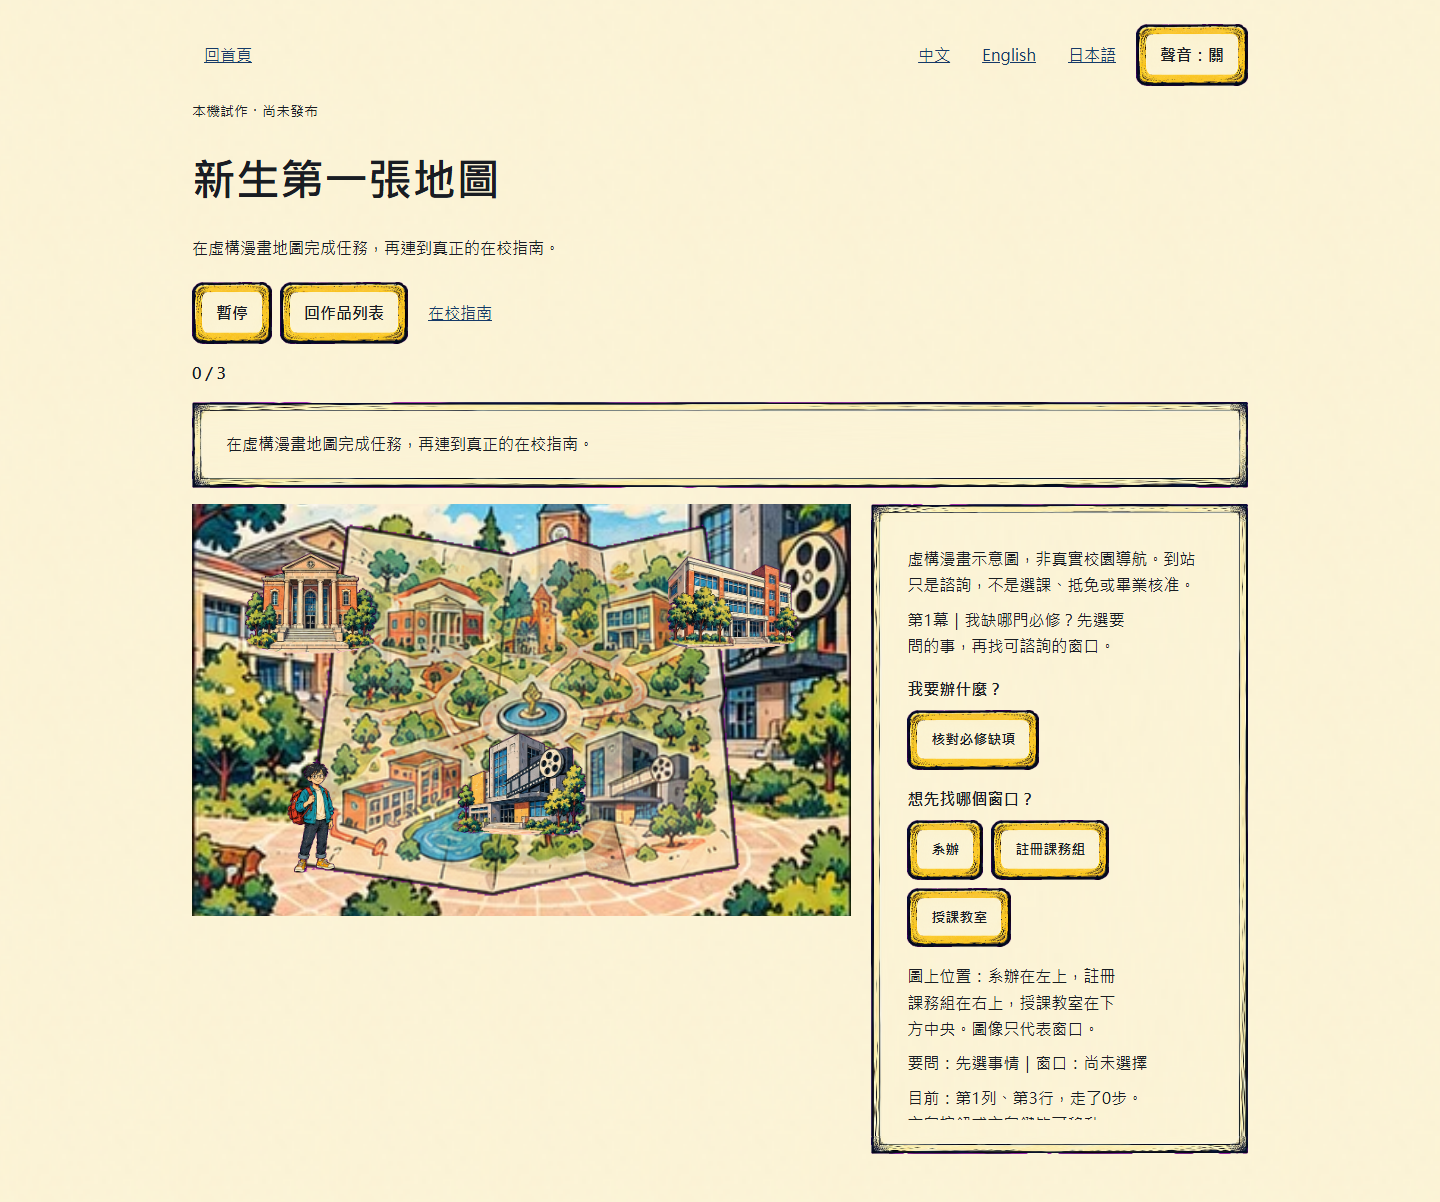 回首頁
中文 English 日本語 聲音：關
本機試作・尚未發布
新生第一張地圖
在虛構漫畫地圖完成任務，再連到真正的在校指南。
暫停 回作品列表 在校指南
0 / 3
在虛構漫畫地圖完成任務，再連到真正的在校指南。
虛構漫畫示意圖，非真實校園導航。到站
只是諮詢，不是選課、抵免或畢業核准。
第1幕｜我缺哪門必修？先選要
問的事，再找可諮詢的窗口。
我要辦什麼？
核對必修缺項
想先找哪個窗口？
系辦 註冊課務組
授課教室
圖上位置：系辦在左上，註冊
課務組在右上，授課教室在下
方中央。圖像只代表窗口。
要問：先選事情｜窗口：尚未選擇
目前：第1列、第3行，走了0步。